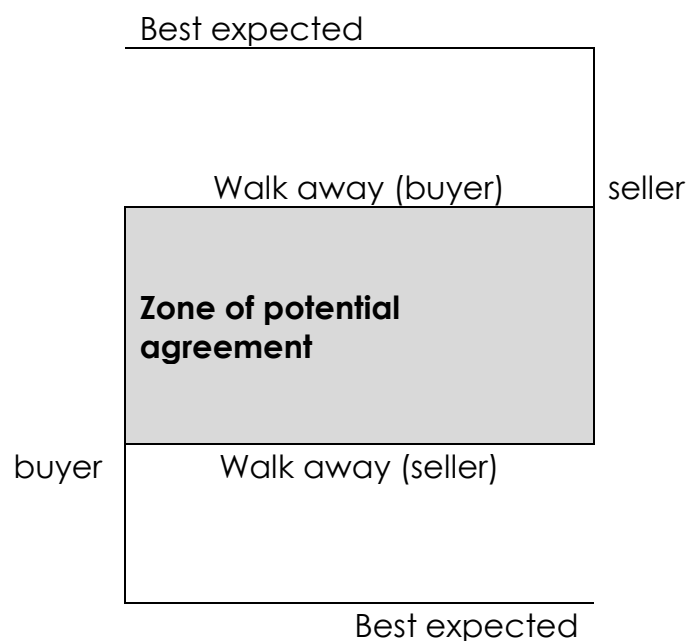 Best expected
Walk away (buyer)
seller
Zone of potential
agreement
buyer
Walk away (seller)
Best expected